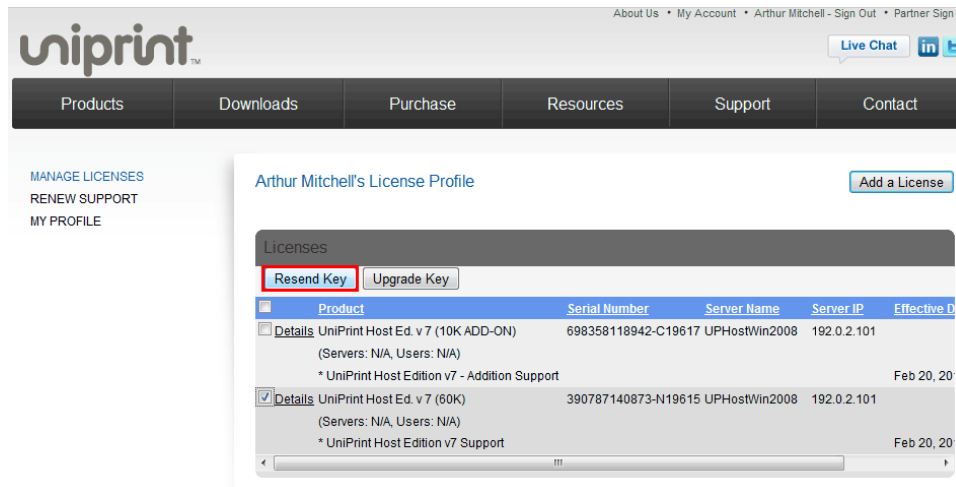 About Us • My Account • Arthur Mitchell - Sign Out • Partner Sign
uniprint™
Live Chat
in
Products Downloads Purchase Resources Support Contact
MANAGE LICENSES
RENEW SUPPORT
MY PROFILE
Arthur Mitchell's License Profile
Add a License
Licenses
Resend Key Upgrade Key
Product Serial Number Server Name Server IP Effective D
Details UniPrint Host Ed. v 7 (10K ADD-ON) 698358118942-C19617 UPHostWin2008 192.0.2.101
(Servers: N/A, Users: N/A)
* UniPrint Host Edition v7 - Addition Support Feb 20, 20
Details UniPrint Host Ed. v 7 (60K) 390787140873-N19615 UPHostWin2008 192.0.2.101
(Servers: N/A, Users: N/A)
* UniPrint Host Edition v7 Support Feb 20, 20